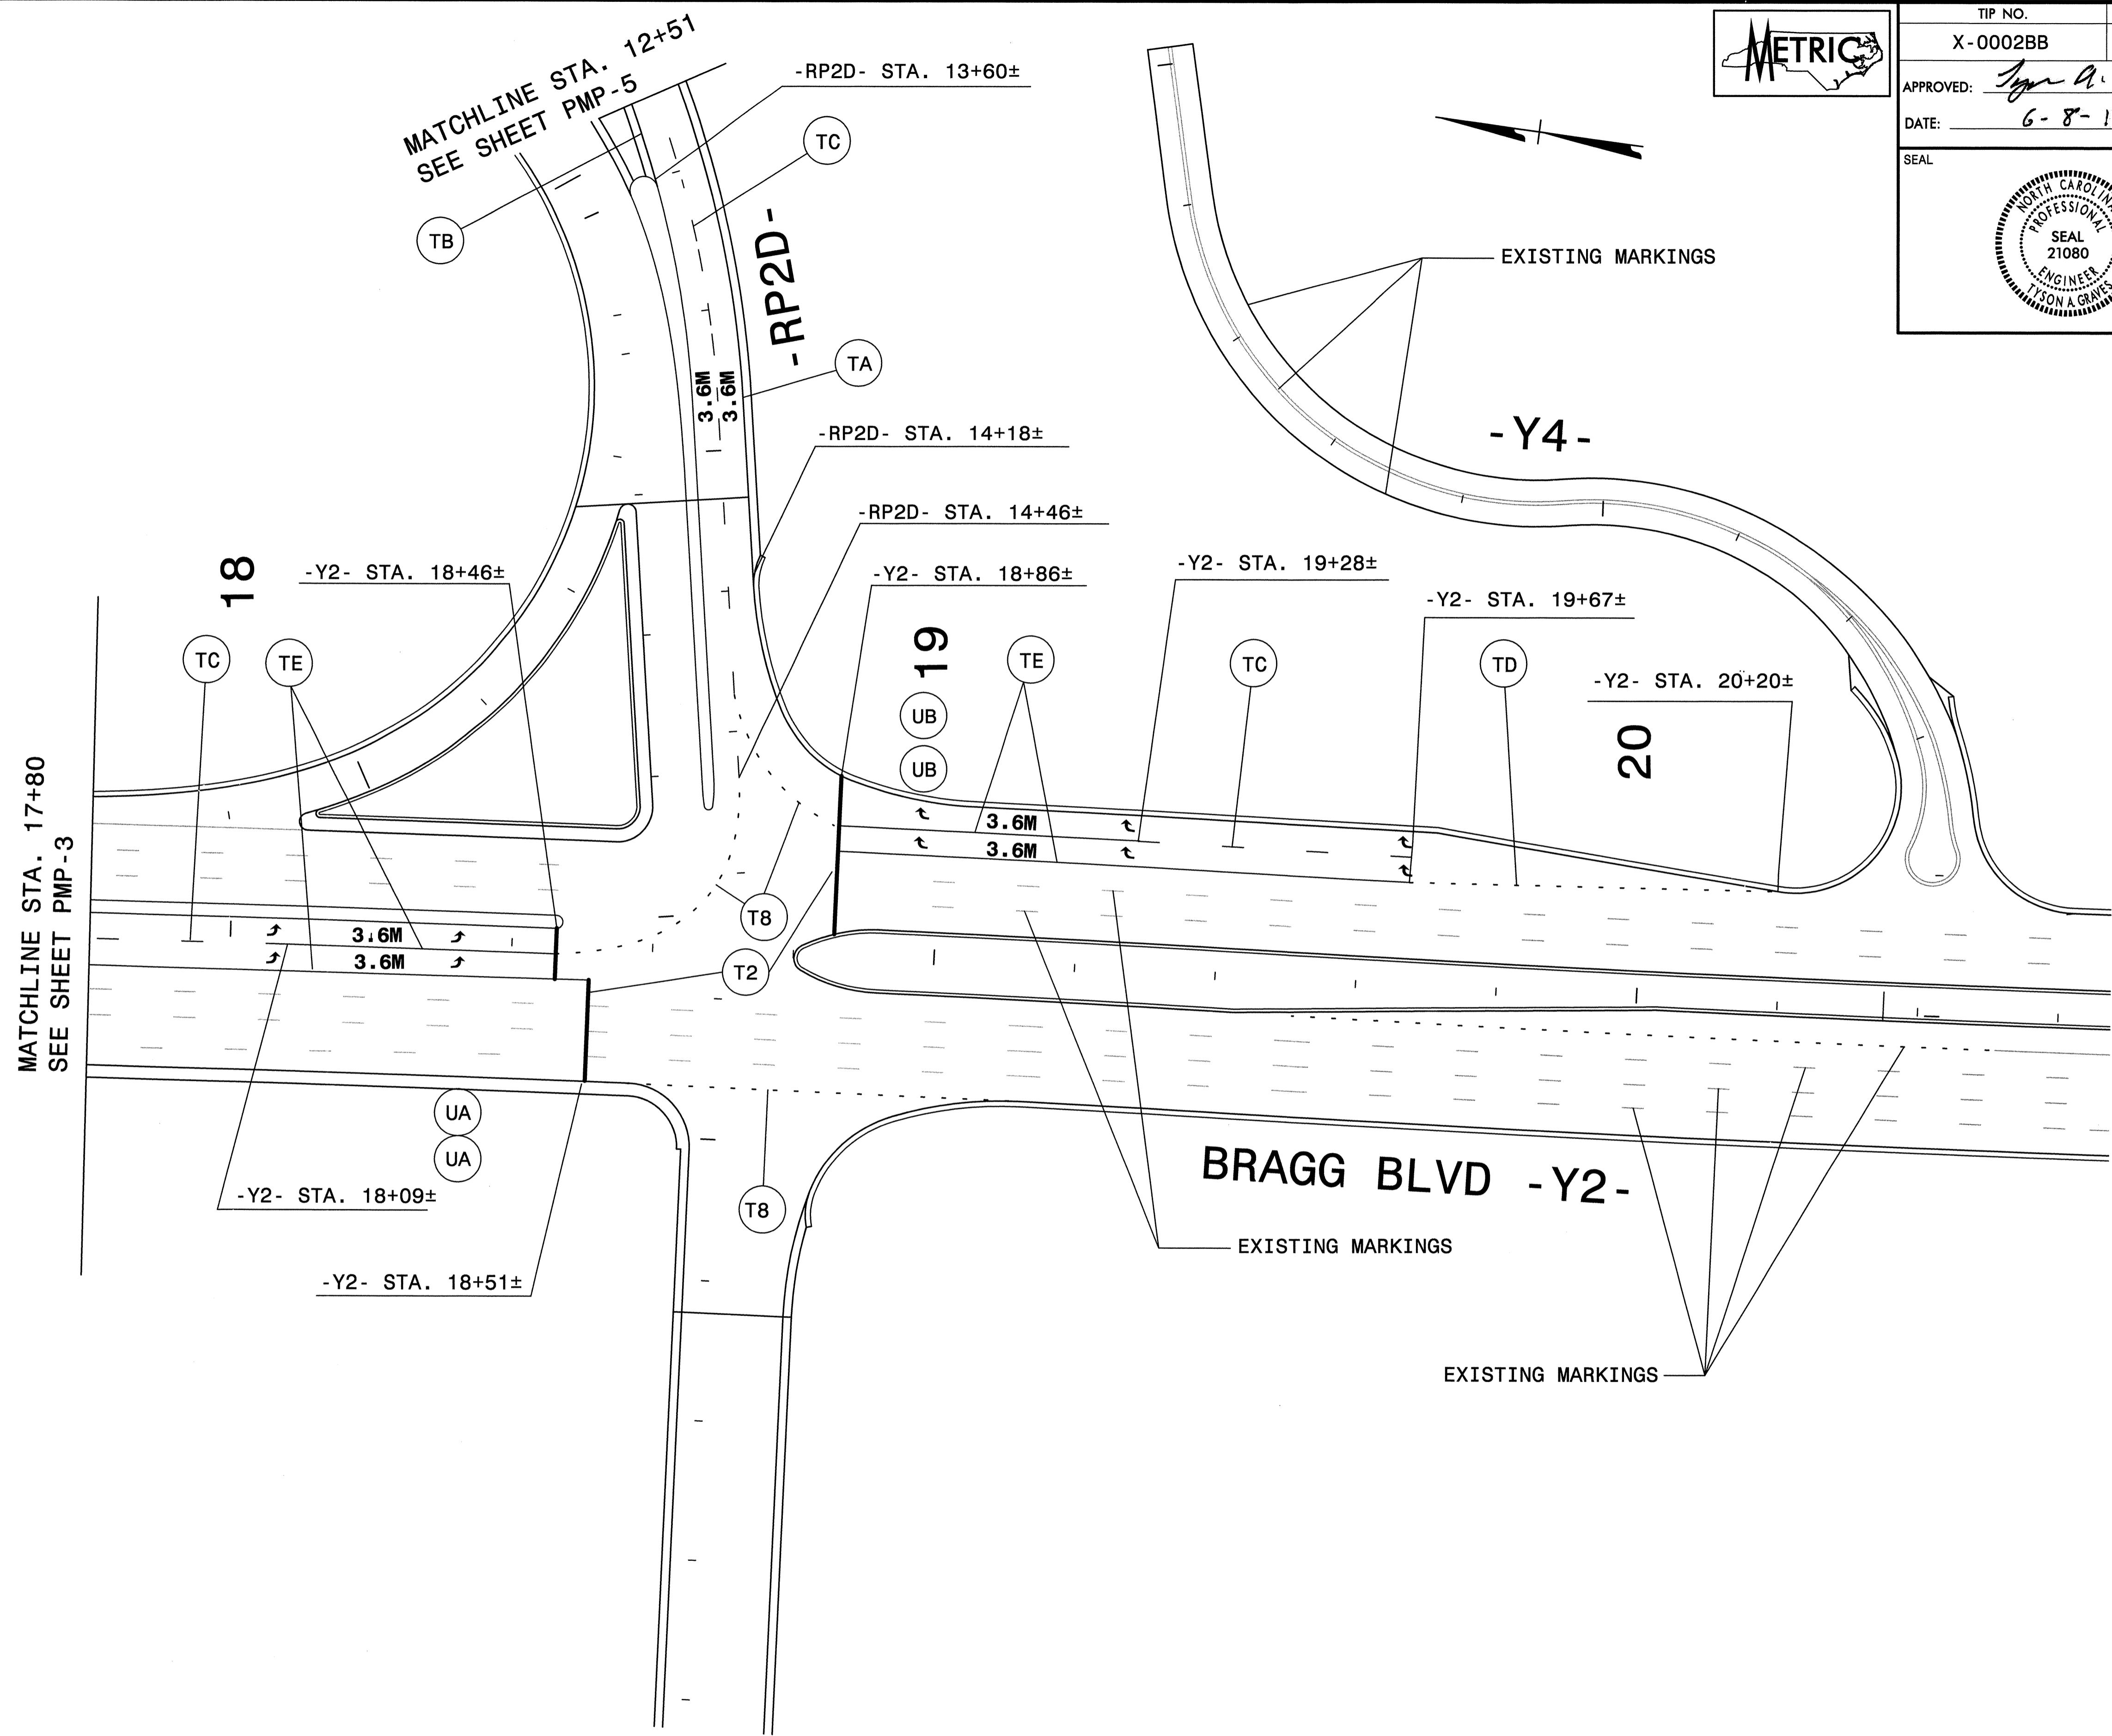 MATCHLINE STA. 12+51
SEE SHEET PMP-5
-RP2D- STA. 13+60±
METRIC
TIP NO.
X-0002BB
APPROVED:
DATE: 6-8-1
SEAL
NORTH CAROLINA
PROFESSIONAL
SEAL
21080
ENGINEER
TYSON A. GRAVES
TC
TB
-RP2D-
EXISTING MARKINGS
TA
3.6M
3.6M
-RP2D- STA. 14+18±
-Y4-
-RP2D- STA. 14+46±
18
-Y2- STA. 18+46±
-Y2- STA. 18+86±
-Y2- STA. 19+28±
-Y2- STA. 19+67±
TC
TE
19
TE
TC
TD
-Y2- STA. 20+20±
UB
UB
20
MATCHLINE STA. 17+80
SEE SHEET PMP-3
3.6M
3.6M
T8
3.6M
3.6M
T2
UA
UA
-Y2- STA. 18+09±
T8
BRAGG BLVD -Y2-
EXISTING MARKINGS
-Y2- STA. 18+51±
EXISTING MARKINGS